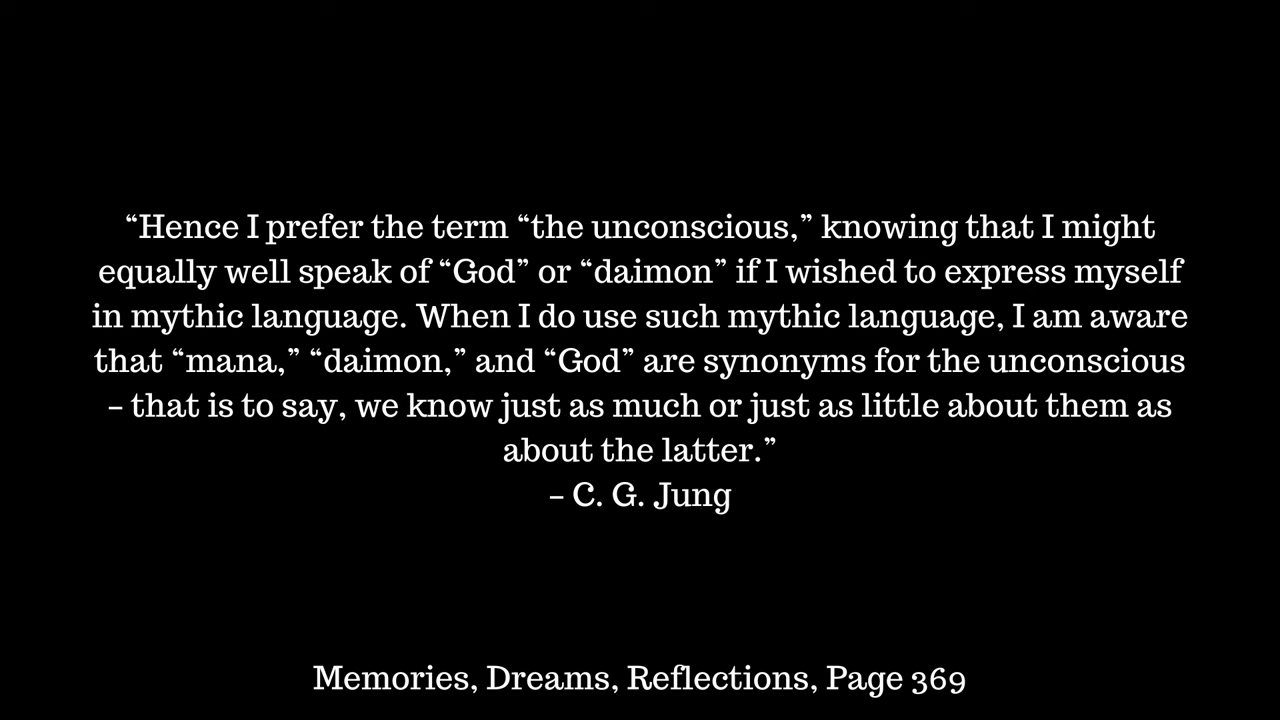 “Hence I prefer the term “the unconscious,” knowing that I might
equally well speak of “God” or “daimon” if I wished to express myself
in mythic language. When I do use such mythic language, I am aware
that “mana,” “daimon,” and “God” are synonyms for the unconscious
– that is to say, we know just as much or just as little about them as
about the latter.”
– C. G. Jung
Memories, Dreams, Reflections, Page 369